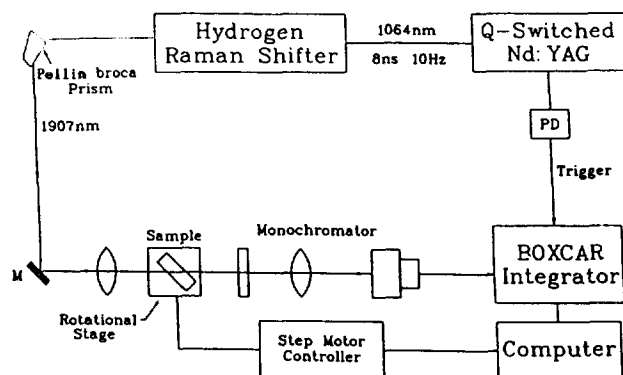 Hydrogen
Raman Shifter
1064nm
8ns 10Hz
Q-Switched
Nd: YAG
Pellin broca
Prism
1907nm
PD
Trigger
M
Sample
Monochromator
BOXCAR
Integrator
Rotational
Stage
Step Motor
Controller
Computer